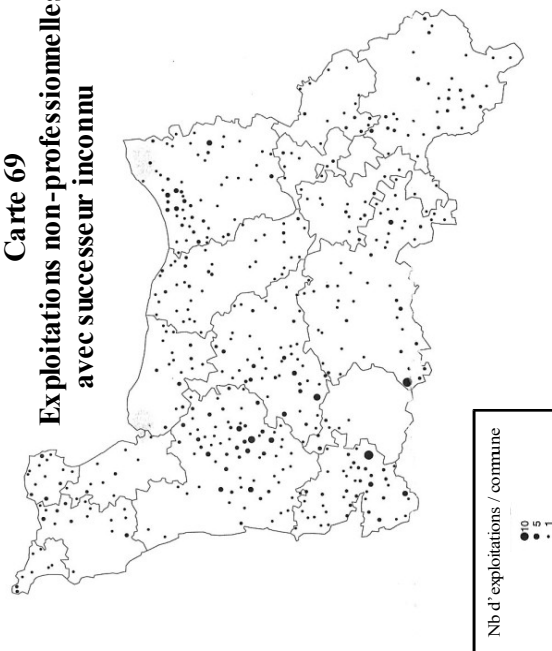 Carte 69
Exploitations non-professionnelles
avec successeur inconnu
Nb d’ exploitations / commune
10
5
1